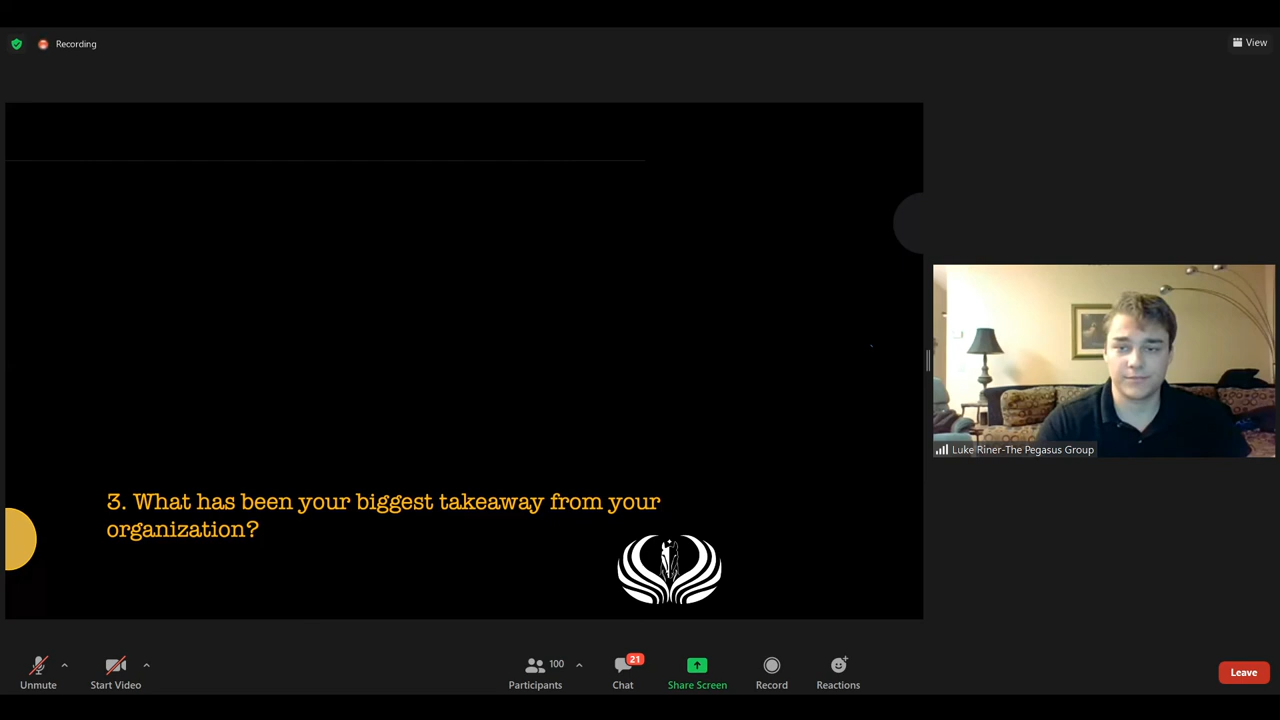 Recording
View
3. What has been your biggest takeaway from your
organization?
Luke Riner-The Pegasus Group
100
21
Unmute
Start Video
Participants
Chat
Share Screen
Record
Reactions
Leave